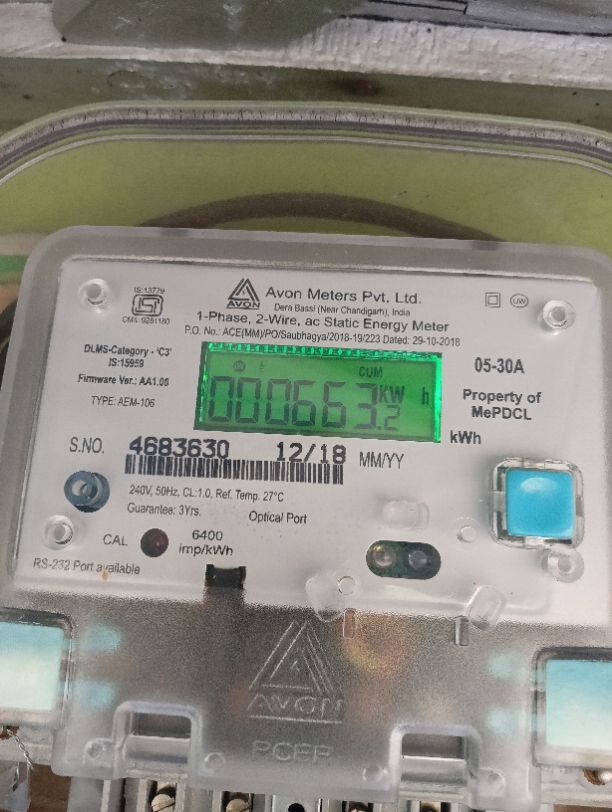 IS:13779
CM/L 9261180
AVON
Avon Meters Pvt. Ltd.
Dera Bassi (Near Chandigarh), India
1-Phase, 2-Wire, ac Static Energy Meter
P.O. No.: ACE(MM)/PO/Saubhagya/2018-19/223 Dated: 29-10-2018
DLMS-Category - 'C3'
IS:15959
Firmware Ver.: AA1.00
TYPE: AEM-106
CUM
000663.2 KW h
05-30A
Property of
MePDCL
kWh
S.NO. 4683630 12/18 MM/YY
240V, 50Hz, CL:1.0, Ref. Temp. 27°C
Guarantee: 3Yrs.
Optical Port
CAL
6400
imp/kWh
RS-232 Port available
AVON